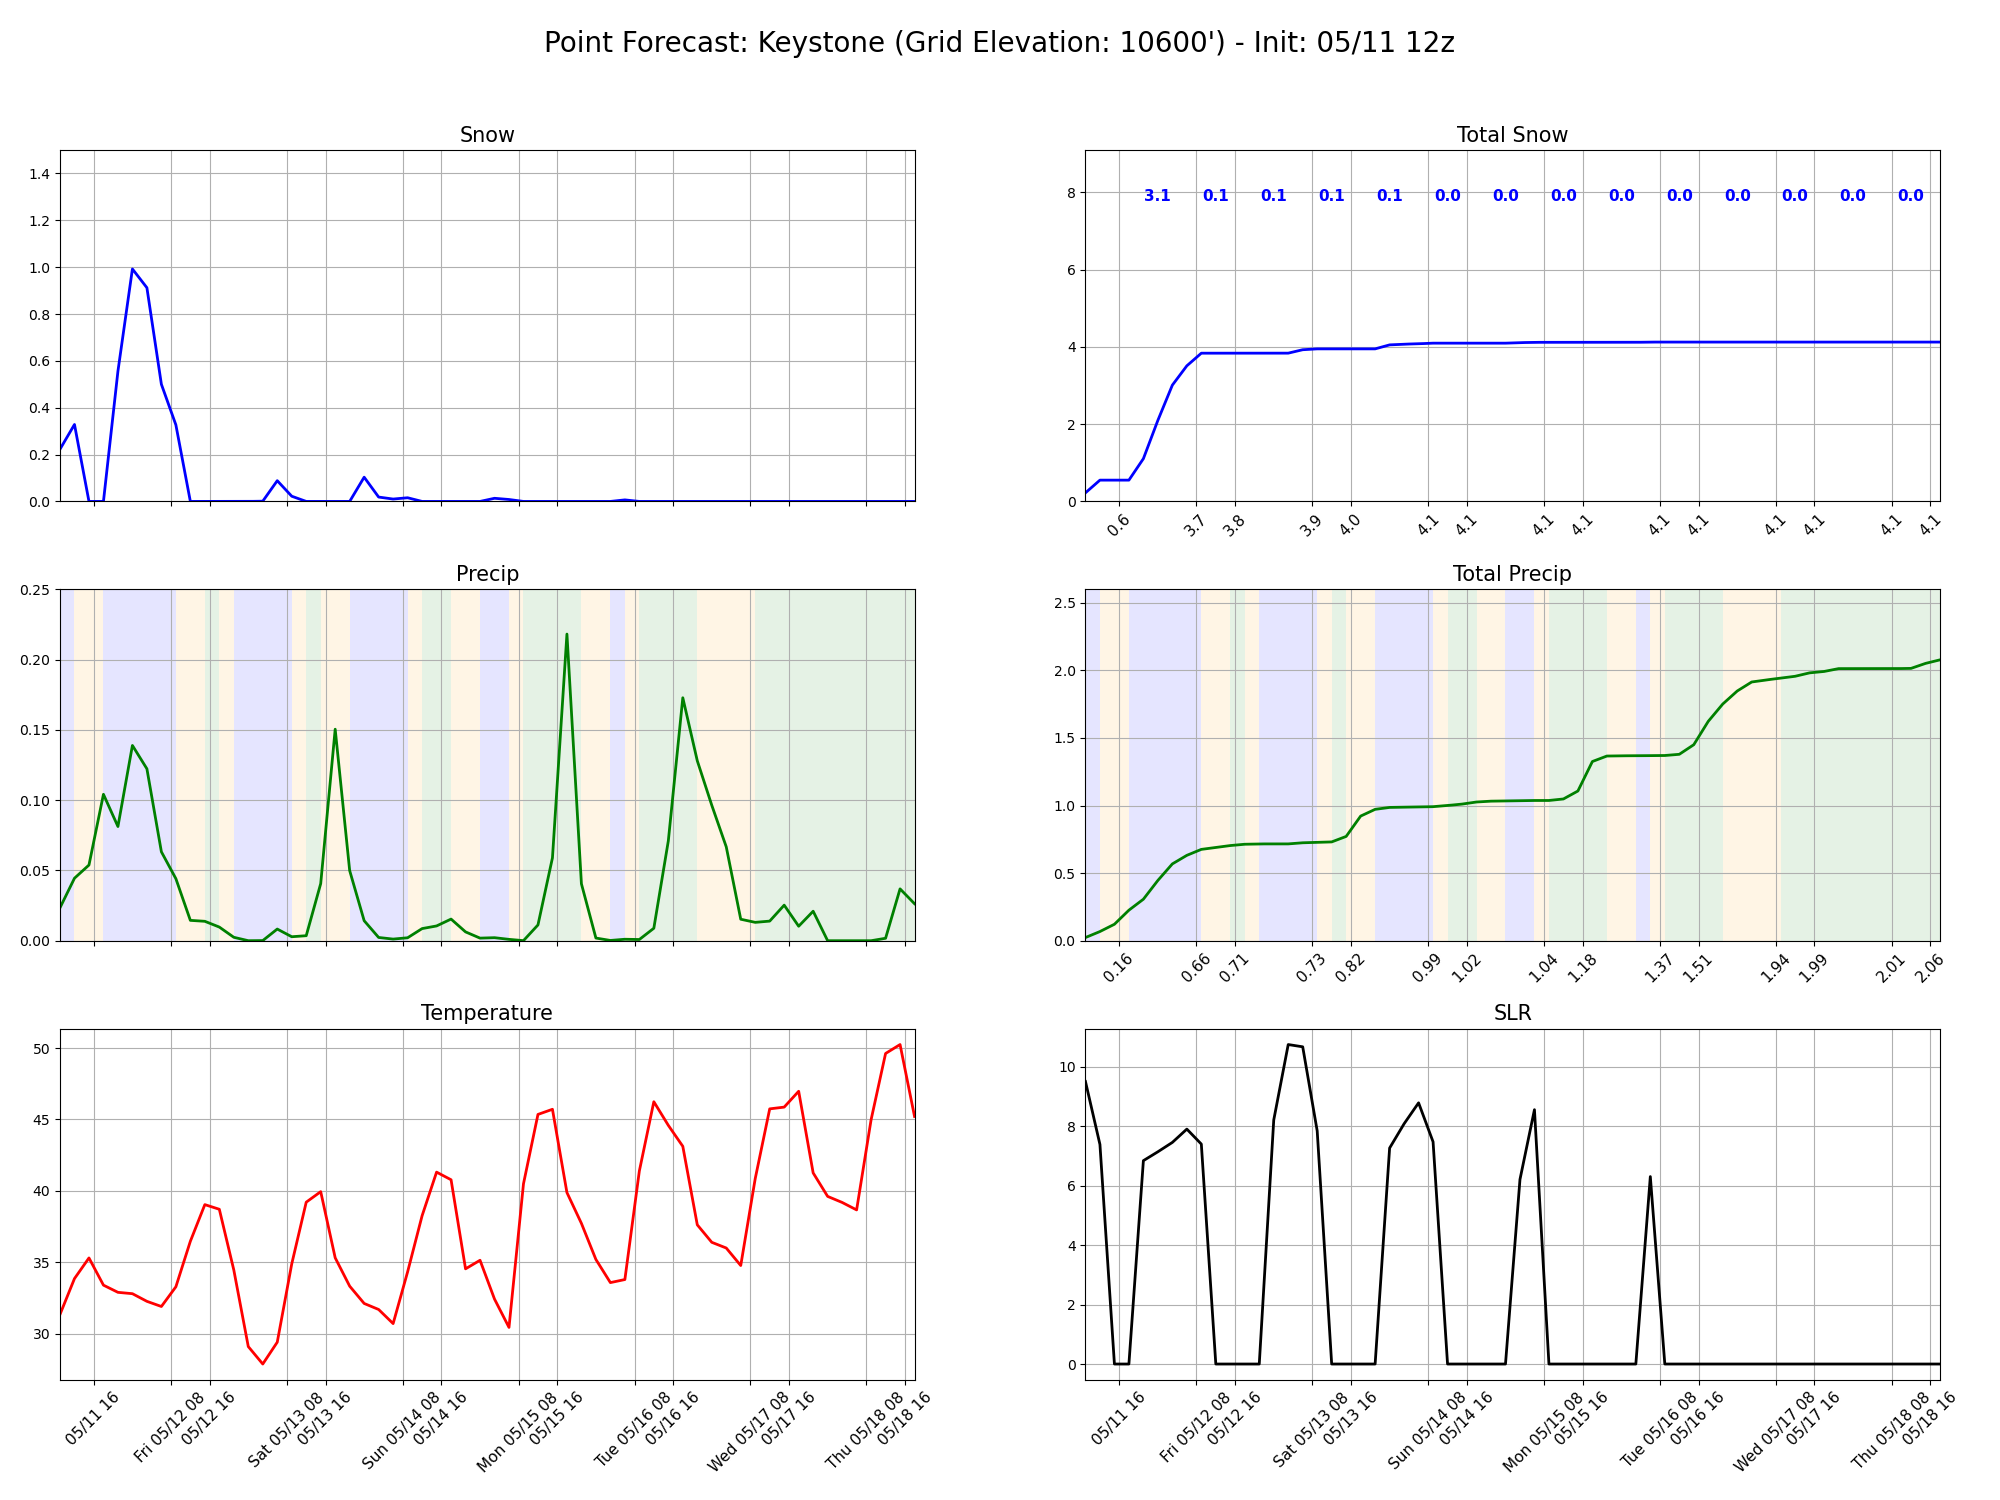 Point Forecast: Keystone (Grid Elevation: 10600') - Init: 05/11 12z
Snow
1.4
1.2
1.0
0.8
0.6
0.4
0.2
0.0
Total Snow
8
6
4
2
0
3.1 0.1 0.1 0.1 0.1 0.0 0.0 0.0 0.0 0.0 0.0 0.0 0.0 0.0
0.6 3.7 3.8 3.9 4.0 4.1 4.1 4.1 4.1 4.1 4.1 4.1 4.1 4.1 4.1
Precip
0.25
0.20
0.15
0.10
0.05
0.00
Total Precip
2.5
2.0
1.5
1.0
0.5
0.0
0.16 0.66 0.71 0.73 0.82 0.99 1.02 1.04 1.18 1.37 1.51 1.94 1.99 2.01 2.06
Temperature
50
45
40
35
30
05/11 16
Fri 05/12 08
05/12 16
Sat 05/13 08
05/13 16
Sun 05/14 08
05/14 16
Mon 05/15 08
05/15 16
Tue 05/16 08
05/16 16
Wed 05/17 08
05/17 16
Thu 05/18 08
05/18 16
SLR
10
8
6
4
2
0
05/11 16
Fri 05/12 08
05/12 16
Sat 05/13 08
05/13 16
Sun 05/14 08
05/14 16
Mon 05/15 08
05/15 16
Tue 05/16 08
05/16 16
Wed 05/17 08
05/17 16
Thu 05/18 08
05/18 16